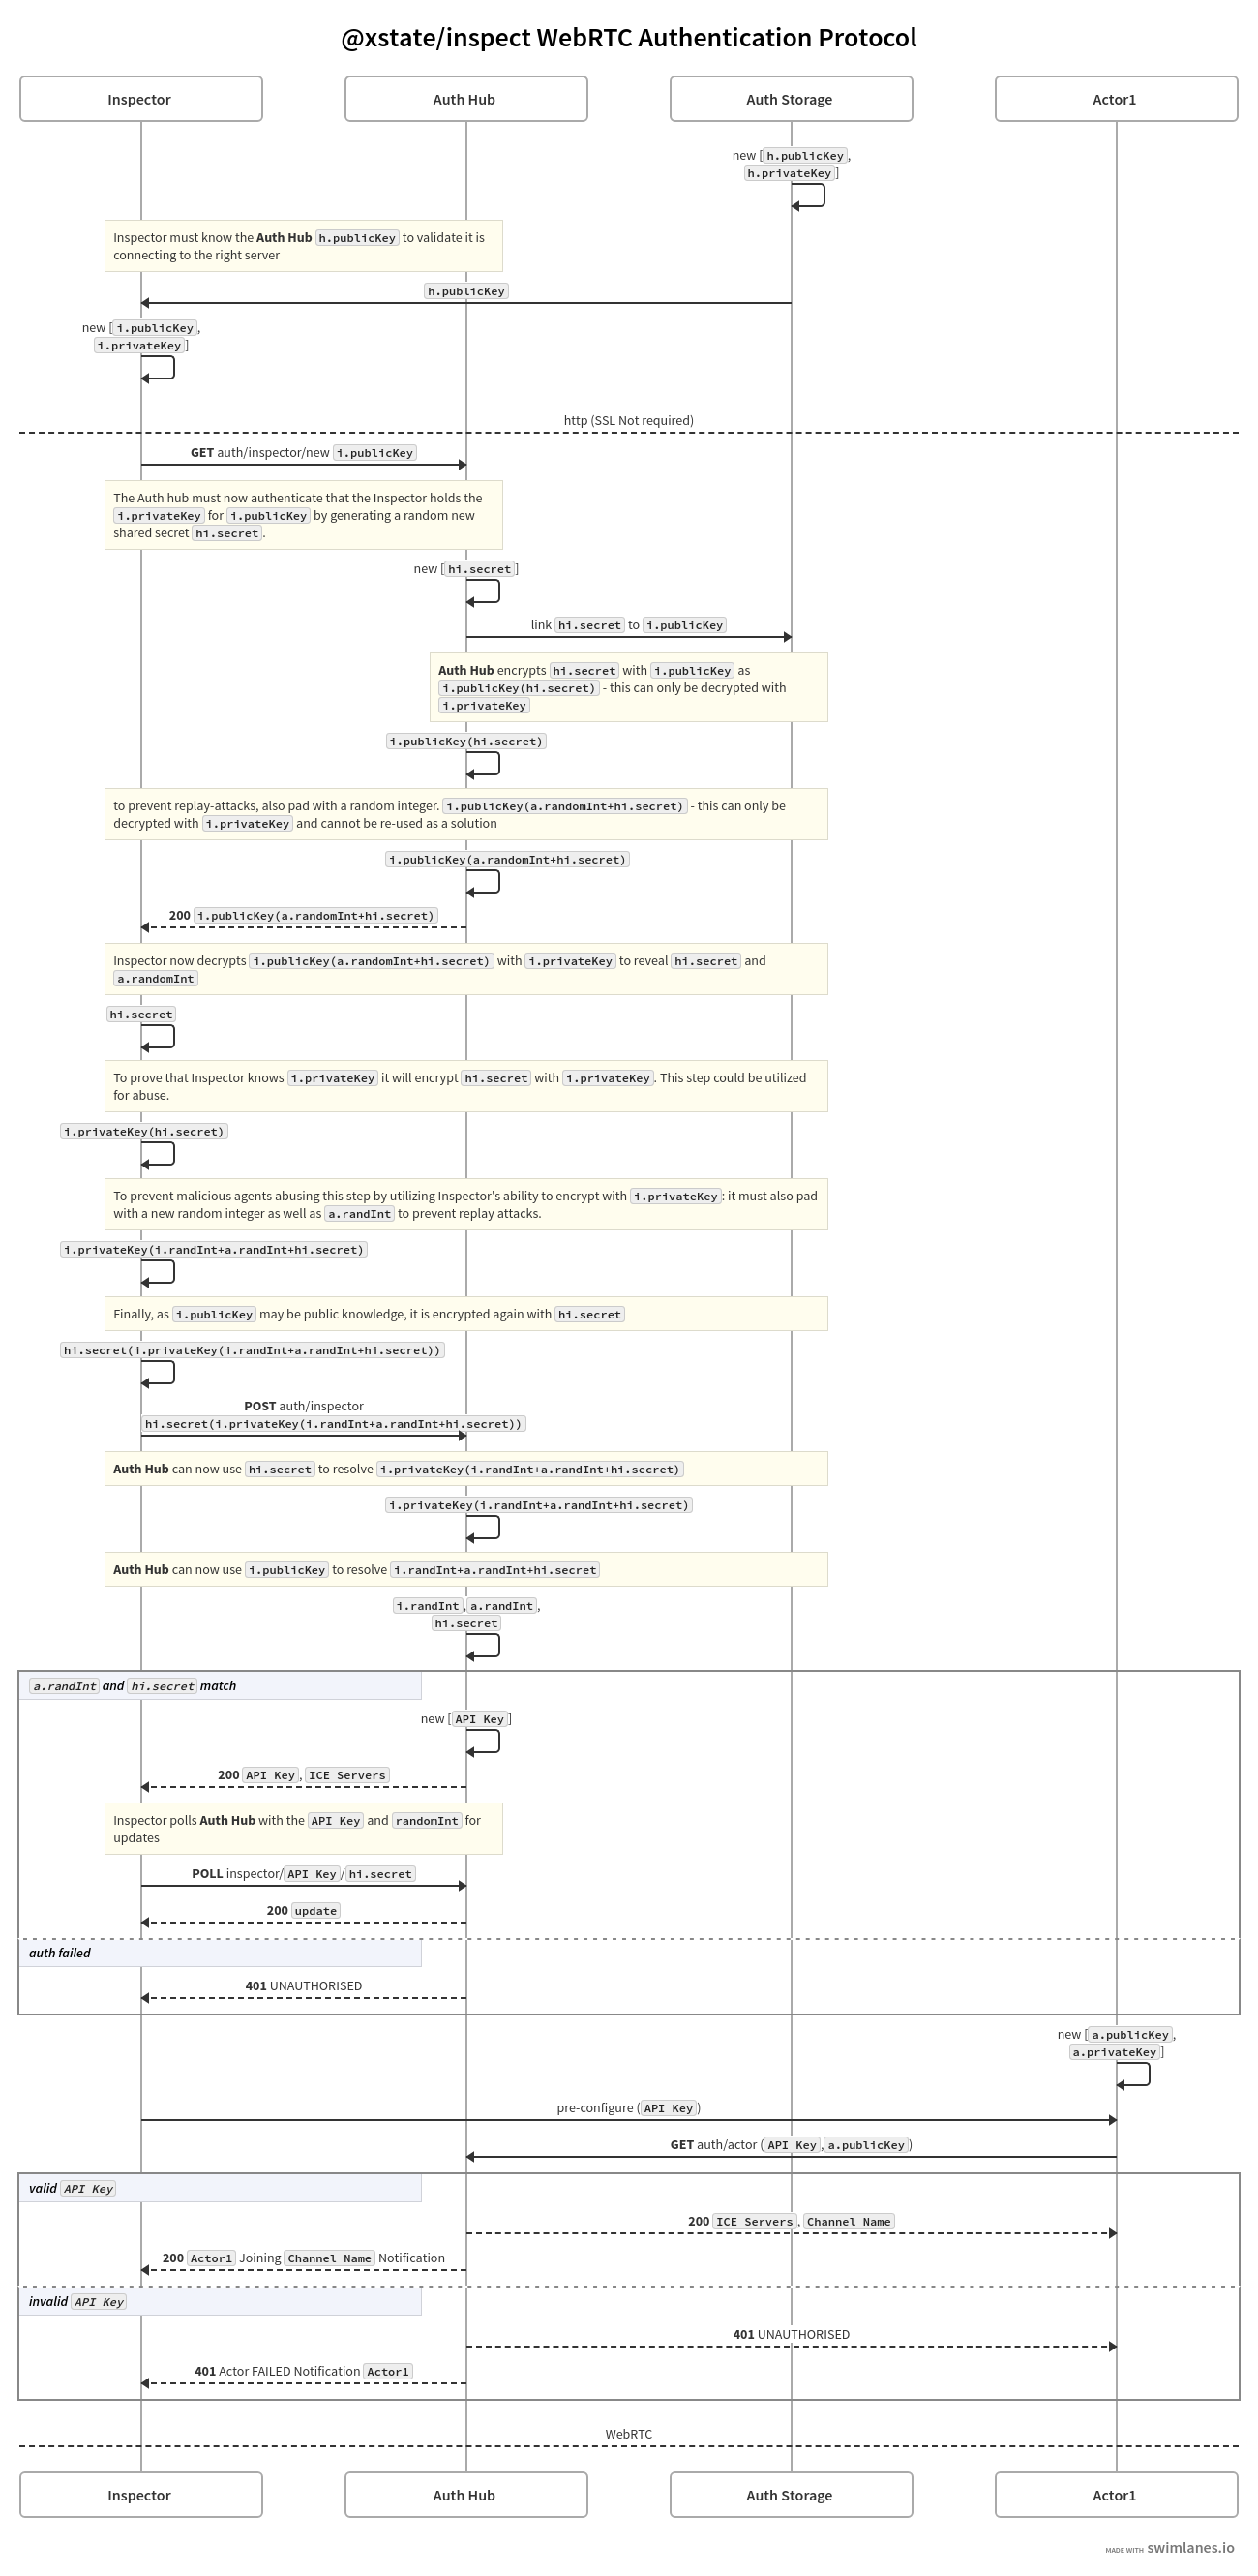 @xstate/inspect WebRTC Authentication Protocol
Inspector
Auth Hub
Auth Storage
Actor1
new [h.publicKey,
h.privateKey]
Inspector must know the Auth Hub h.publicKey to validate it is
connecting to the right server
h.publicKey
new [i.publicKey,
i.privateKey]
http (SSL Not required)
GET auth/inspector/new i.publicKey
The Auth hub must now authenticate that the Inspector holds the
i.privateKey for i.publicKey by generating a random new
shared secret hi.secret.
new [hi.secret]
link hi.secret to i.publicKey
Auth Hub encrypts hi.secret with i.publicKey as
i.publicKey(hi.secret) - this can only be decrypted with
i.privateKey
i.publicKey(hi.secret)
to prevent replay-attacks, also pad with a random integer. i.publicKey(a.randomInt+hi.secret) - this can only be
decrypted with i.privateKey and cannot be re-used as a solution
i.publicKey(a.randomInt+hi.secret)
200 i.publicKey(a.randomInt+hi.secret)
Inspector now decrypts i.publicKey(a.randomInt+hi.secret) with i.privateKey to reveal hi.secret and
a.randomInt
hi.secret
To prove that Inspector knows i.privateKey it will encrypt hi.secret with i.privateKey. This step could be utilized
for abuse.
i.privateKey(hi.secret)
To prevent malicious agents abusing this step by utilizing Inspector's ability to encrypt with i.privateKey: it must also pad
with a new random integer as well as a.randInt to prevent replay attacks.
i.privateKey(i.randInt+a.randInt+hi.secret)
Finally, as i.publicKey may be public knowledge, it is encrypted again with hi.secret
hi.secret(i.privateKey(i.randInt+a.randInt+hi.secret))
POST auth/inspector
hi.secret(i.privateKey(i.randInt+a.randInt+hi.secret))
Auth Hub can now use hi.secret to resolve i.privateKey(i.randInt+a.randInt+hi.secret)
i.privateKey(i.randInt+a.randInt+hi.secret)
Auth Hub can now use i.publicKey to resolve i.randInt+a.randInt+hi.secret
i.randInt,a.randInt,
hi.secret
a.randInt and hi.secret match
new [API Key]
200 API Key, ICE Servers
Inspector polls Auth Hub with the API Key and randomInt for
updates
POLL inspector/API Key/hi.secret
200 update
auth failed
401 UNAUTHORISED
new [a.publicKey,
a.privateKey]
pre-configure (API Key)
GET auth/actor (API Key,a.publicKey)
valid API Key
200 ICE Servers, Channel Name
200 Actor1 Joining Channel Name Notification
invalid API Key
401 UNAUTHORISED
401 Actor FAILED Notification Actor1
WebRTC
Inspector
Auth Hub
Auth Storage
Actor1
MADE WITH swimlanes.io